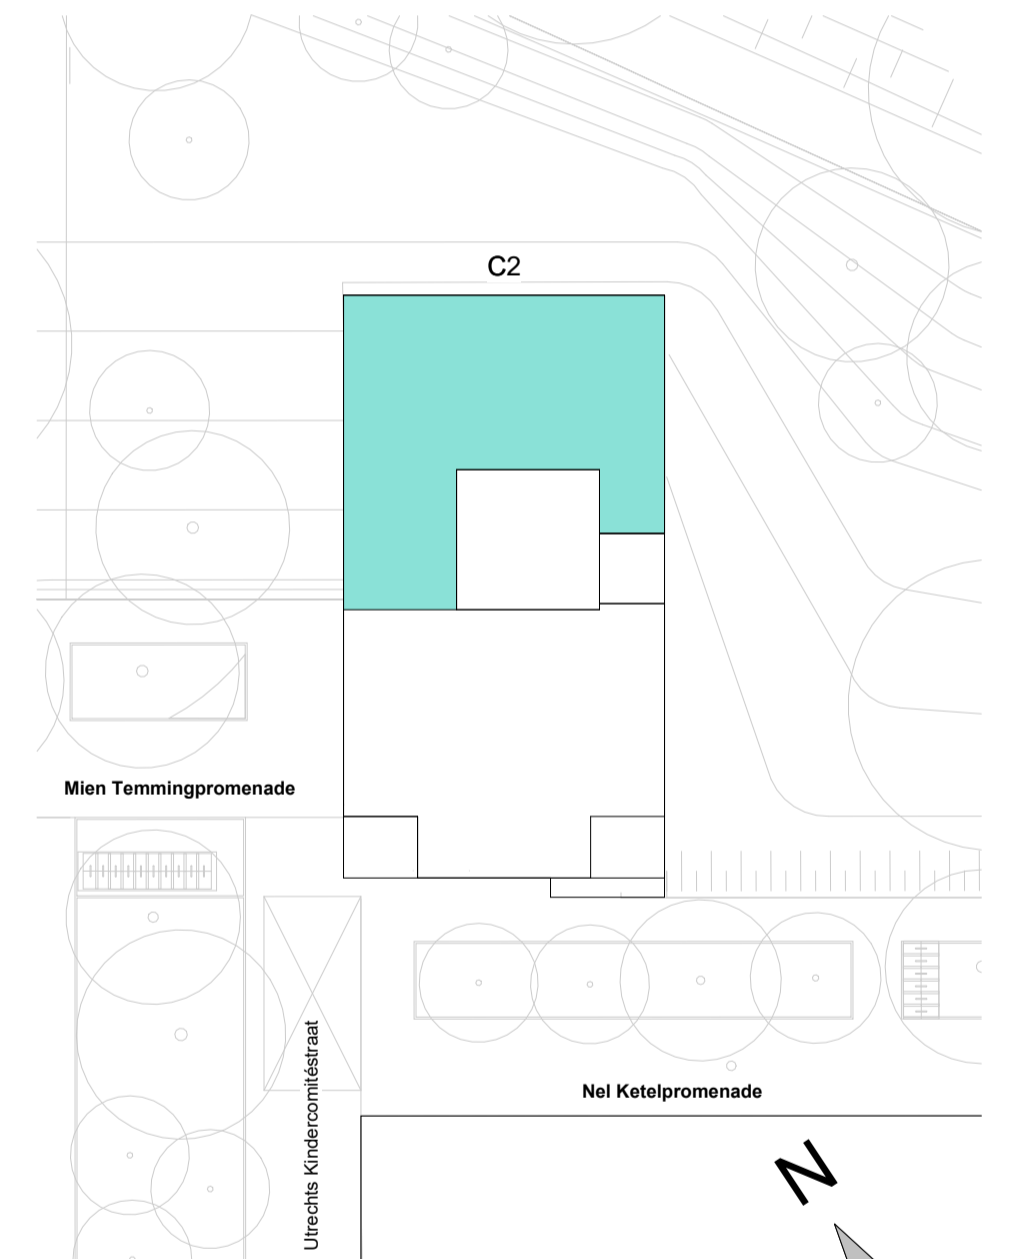 C2
Mien Temmingpromenade
Utrechts Kindercomitéstraat
Nel Ketelpromenade
N